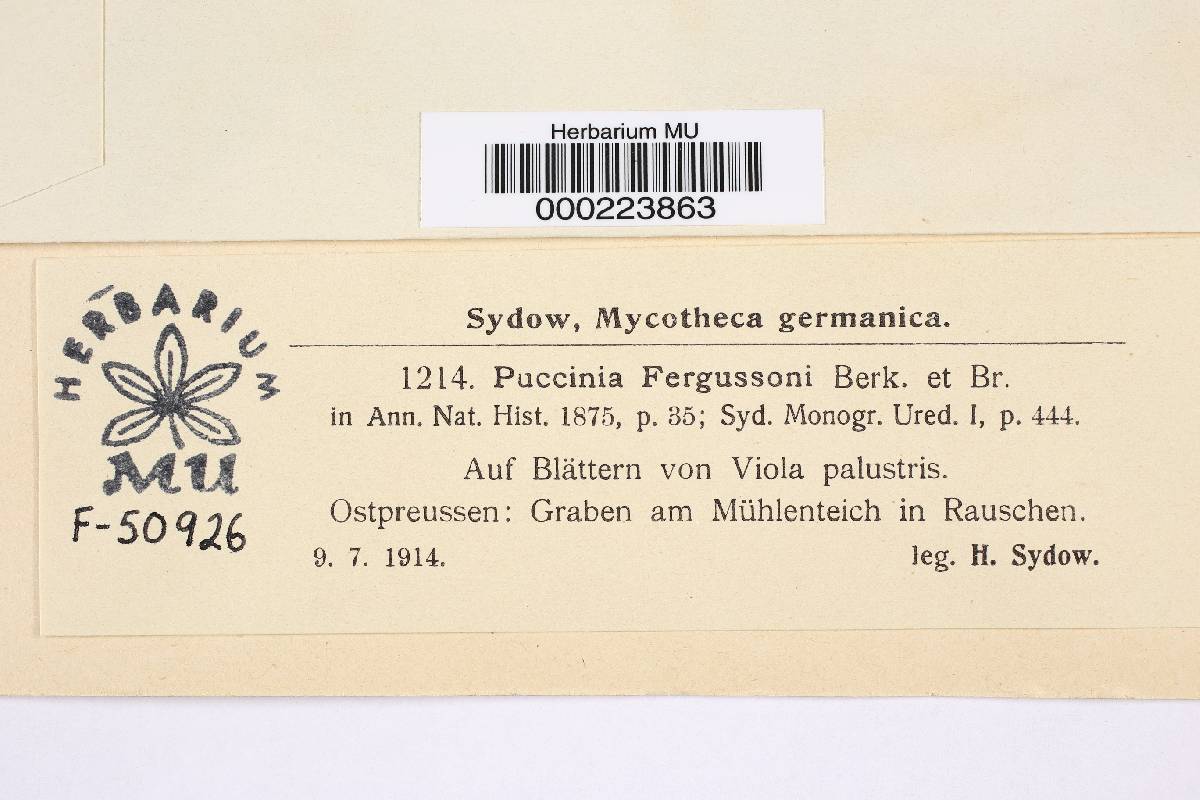 Herbarium MU
000223863
HERBARIUM
MU
F-50926
Sydow, Mycotheca germanica.
1214. Puccinia Fergussoni Berk. et Br.
in Ann. Nat. Hist. 1875, p. 35; Syd. Monogr. Ured. I, p. 444.
Auf Blättern von Viola palustris.
Ostpreussen: Graben am Mühlenteich in Rauschen.
9. 7. 1914. leg. H. Sydow.